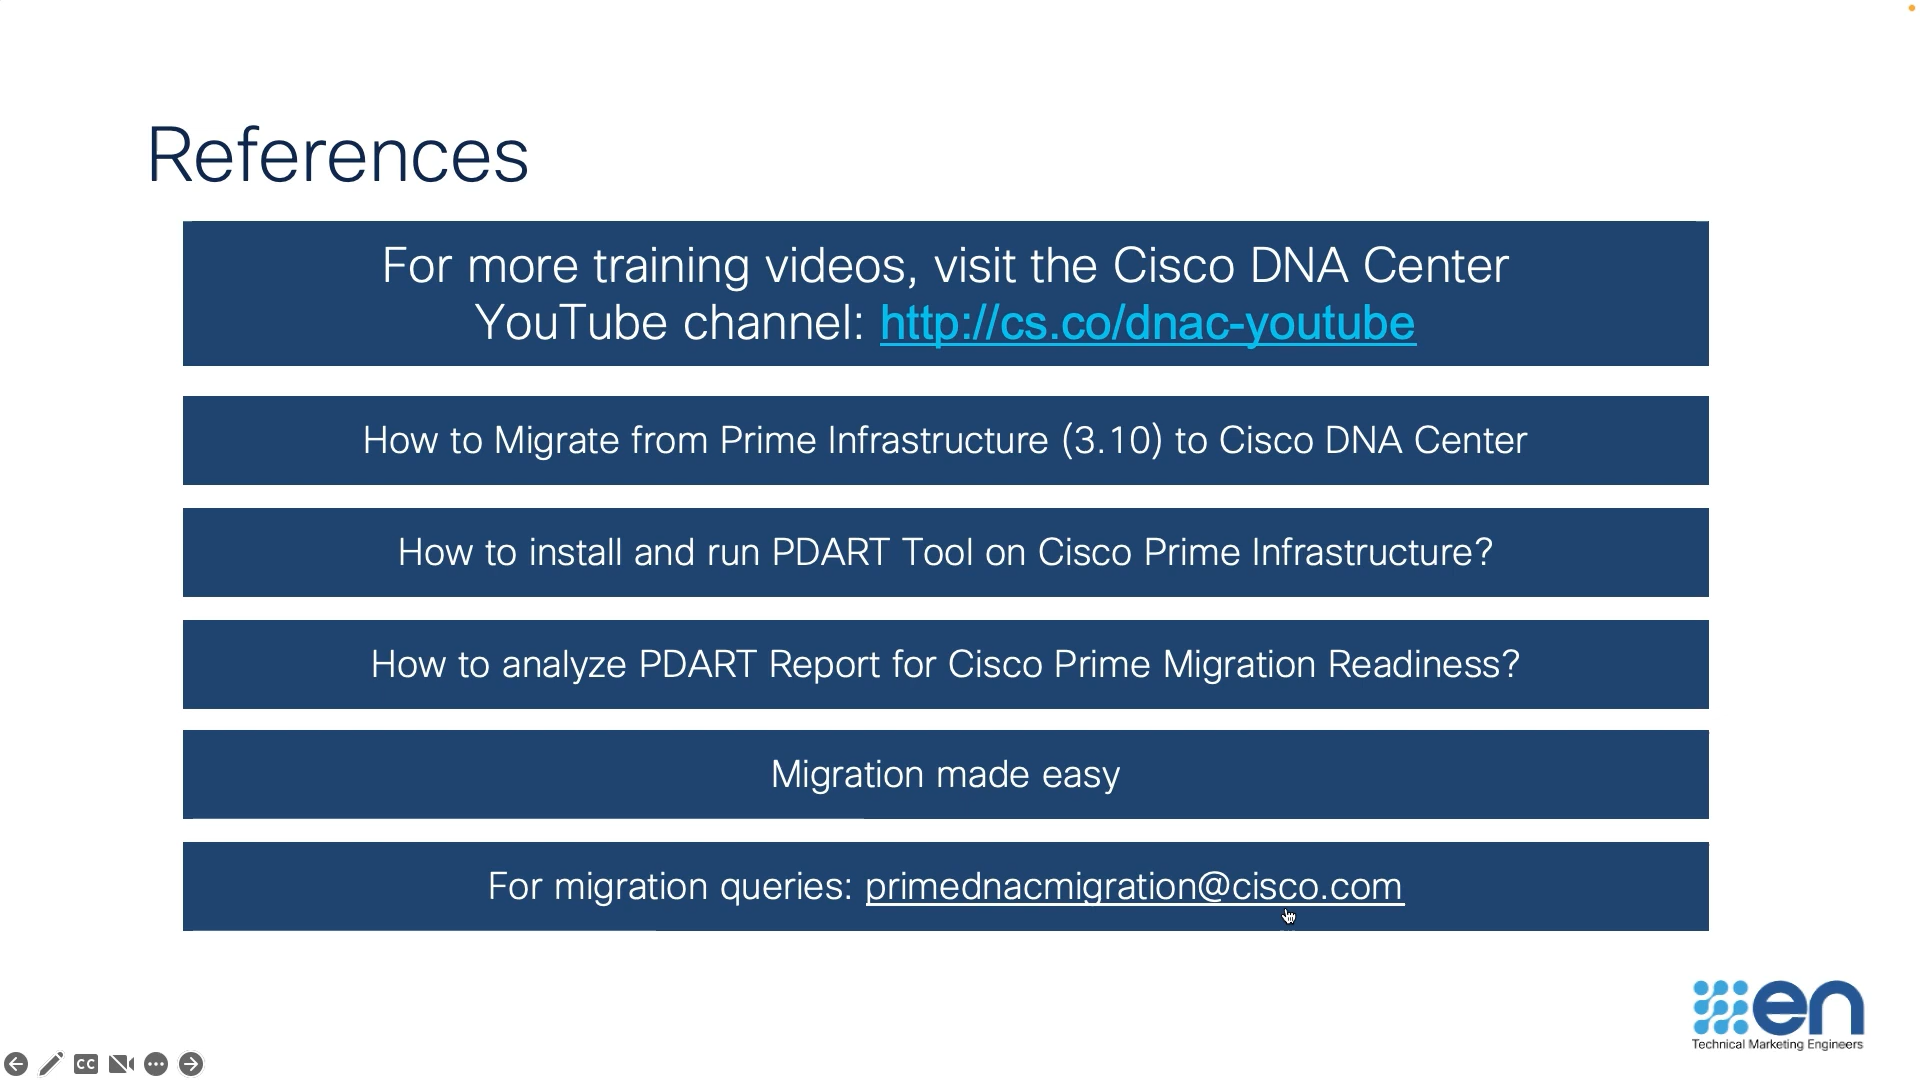 References
For more training videos, visit the Cisco DNA Center
YouTube channel: http://cs.co/dnac-youtube
How to Migrate from Prime Infrastructure (3.10) to Cisco DNA Center
How to install and run PDART Tool on Cisco Prime Infrastructure?
How to analyze PDART Report for Cisco Prime Migration Readiness?
Migration made easy
For migration queries: primednacmigration@cisco.com
en
Technical Marketing Engineers
CC